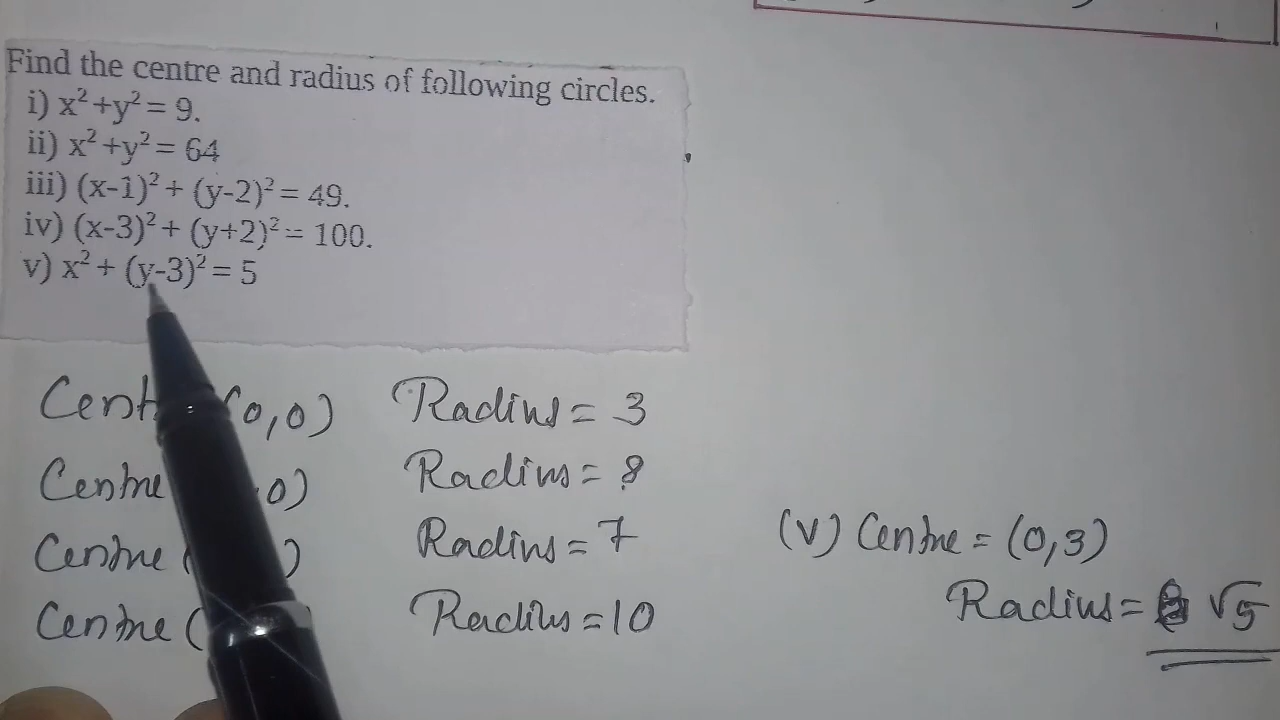 Find the centre and radius of following circles.
i) x²+y²= 9.
ii) x²+y²= 64
iii) (x-1)²+ (y-2)²= 49.
iv) (x-3)²+ (y+2)²= 100.
v) x²+ (y-3)²= 5
(0,0) Radius = 3
Centre 0) Radius = 8
Centre ( ) Radius = 7
Centre ( Radius = 10
(V) Centre = (0,3)
Radius = √5